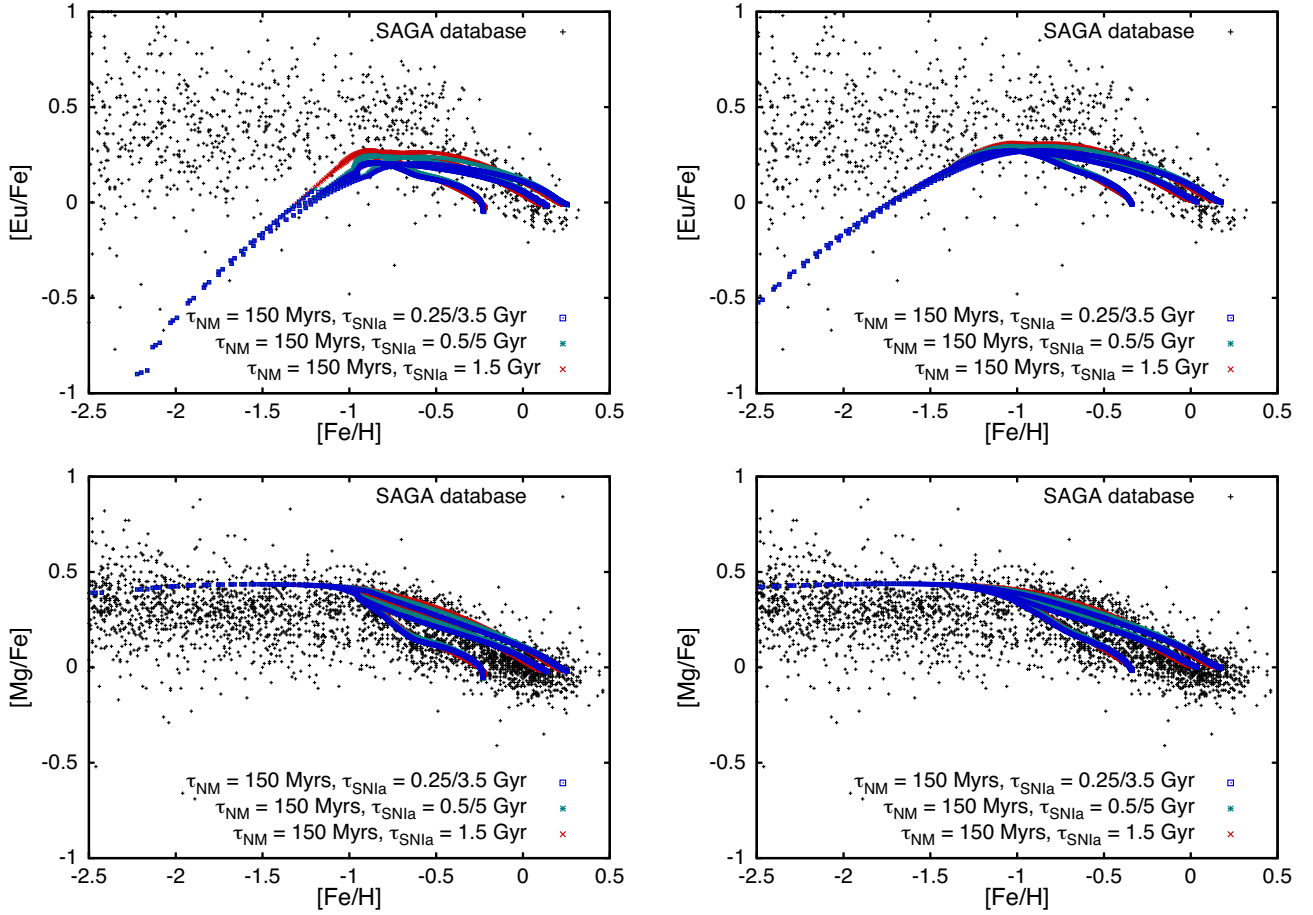 1
0.5
0
-0.5
-1
[Eu/Fe]
SAGA database
τNM = 150 Myrs, τSNIa = 0.25/3.5 Gyr
τNM = 150 Myrs, τSNIa = 0.5/5 Gyr
τNM = 150 Myrs, τSNIa = 1.5 Gyr
-2.5 -2 -1.5 -1 -0.5 0 0.5
[Fe/H]
1
0.5
0
-0.5
-1
[Eu/Fe]
SAGA database
τNM = 150 Myrs, τSNIa = 0.25/3.5 Gyr
τNM = 150 Myrs, τSNIa = 0.5/5 Gyr
τNM = 150 Myrs, τSNIa = 1.5 Gyr
-2.5 -2 -1.5 -1 -0.5 0 0.5
[Fe/H]
1
0.5
0
-0.5
-1
[Mg/Fe]
SAGA database
τNM = 150 Myrs, τSNIa = 0.25/3.5 Gyr
τNM = 150 Myrs, τSNIa = 0.5/5 Gyr
τNM = 150 Myrs, τSNIa = 1.5 Gyr
-2.5 -2 -1.5 -1 -0.5 0 0.5
[Fe/H]
1
0.5
0
-0.5
-1
[Mg/Fe]
SAGA database
τNM = 150 Myrs, τSNIa = 0.25/3.5 Gyr
τNM = 150 Myrs, τSNIa = 0.5/5 Gyr
τNM = 150 Myrs, τSNIa = 1.5 Gyr
-2.5 -2 -1.5 -1 -0.5 0 0.5
[Fe/H]